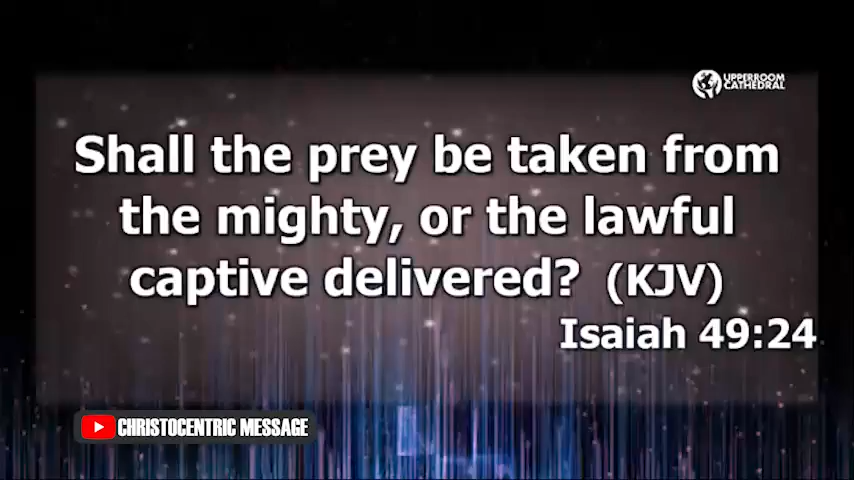 UPPERROOM
CATHEDRAL
Shall the prey be taken from
the mighty, or the lawful
captive delivered? (KJV)
Isaiah 49:24
CHRISTOCENTRIC MESSAGE